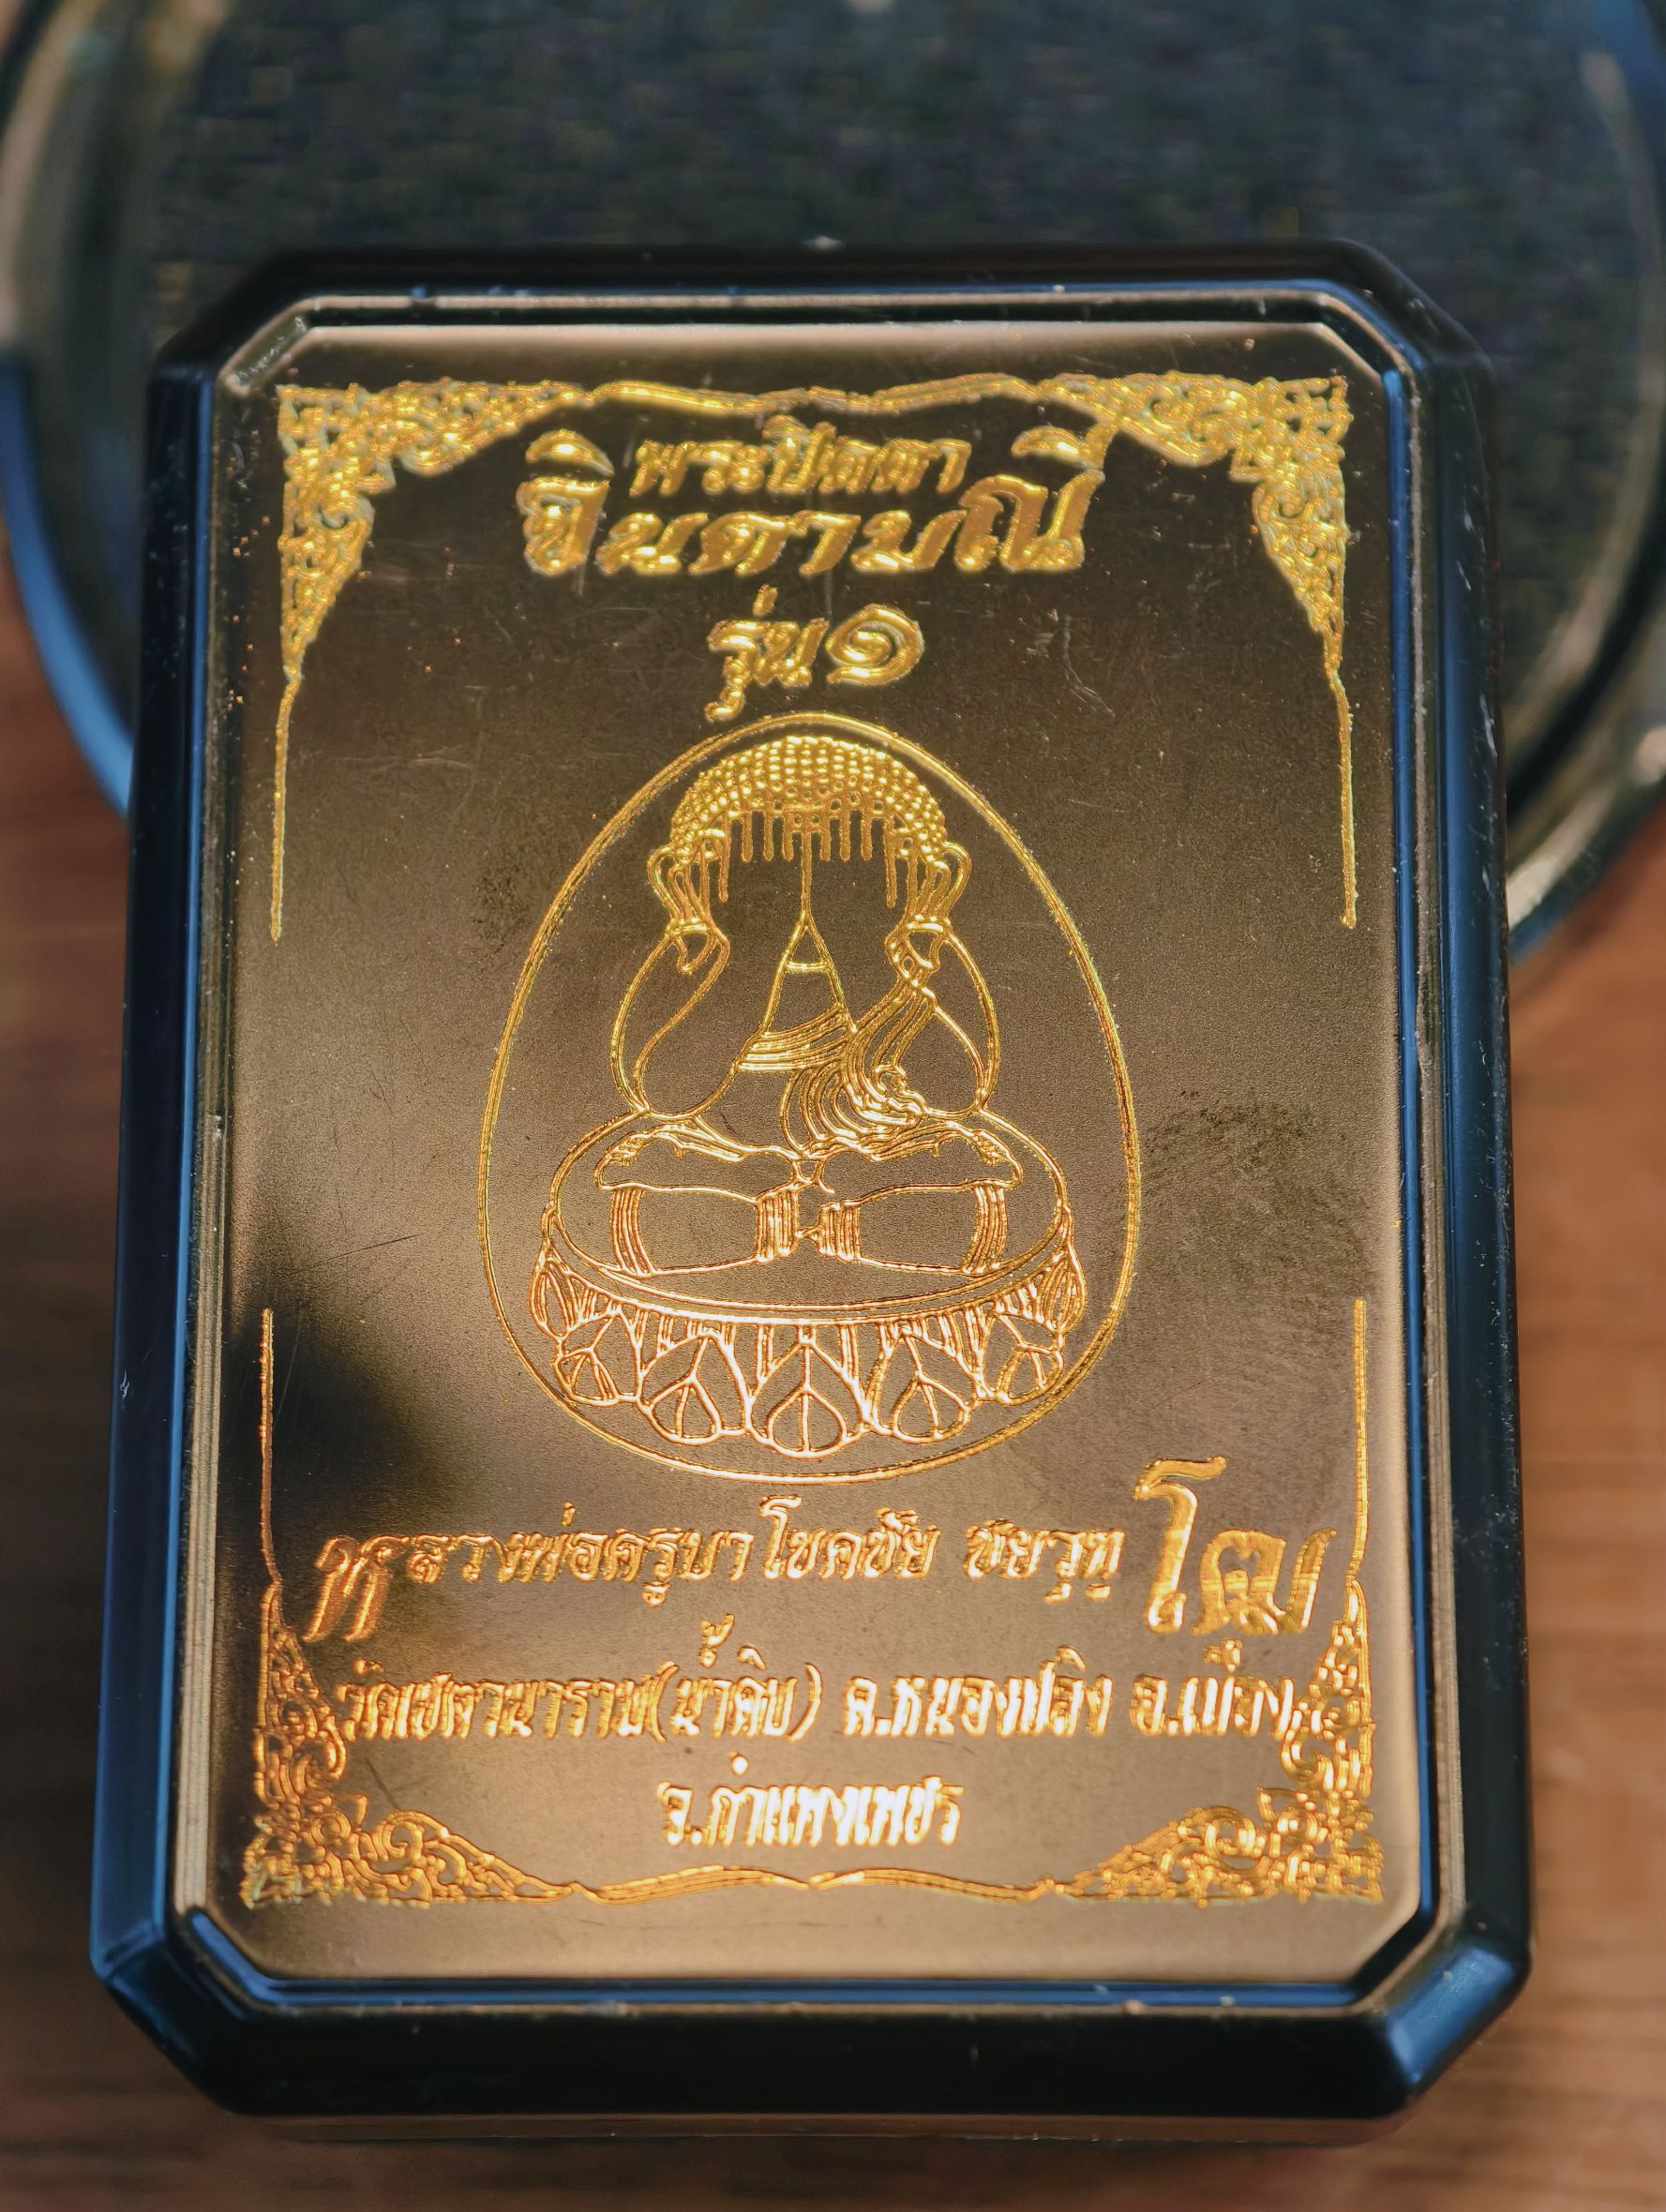 พระปิดตา
จินดามณี
รุ่น ๑
หลวงพ่อครูบาโชคชัย ชัยวุฑฺโฒ
วัดเชตวนาราม(น้ำดิบ) ต.หนองปลิง อ.เมือง
จ.กำแพงเพชร